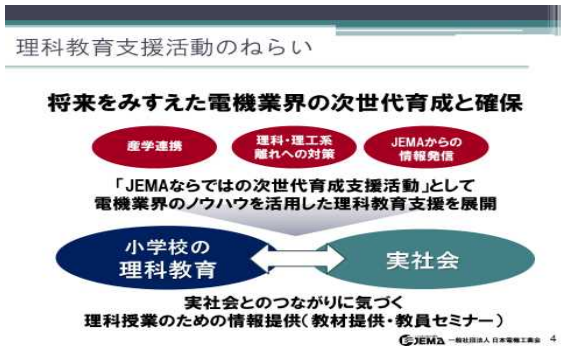 理科教育支援活動のねらい
将来をみすえた電機業界の次世代育成と確保
産学連携
理科・理工系
離れへの対策
JEMAからの
情報発信
「JEMAならではの次世代育成支援活動」として
電機業界のノウハウを活用した理科教育支援を展開
小学校の
理科教育
実社会
実社会とのつながりに気づく
理科授業のための情報提供(教材提供・教員セミナー)
JEMA 一般社団法人 日本電機工業会 4